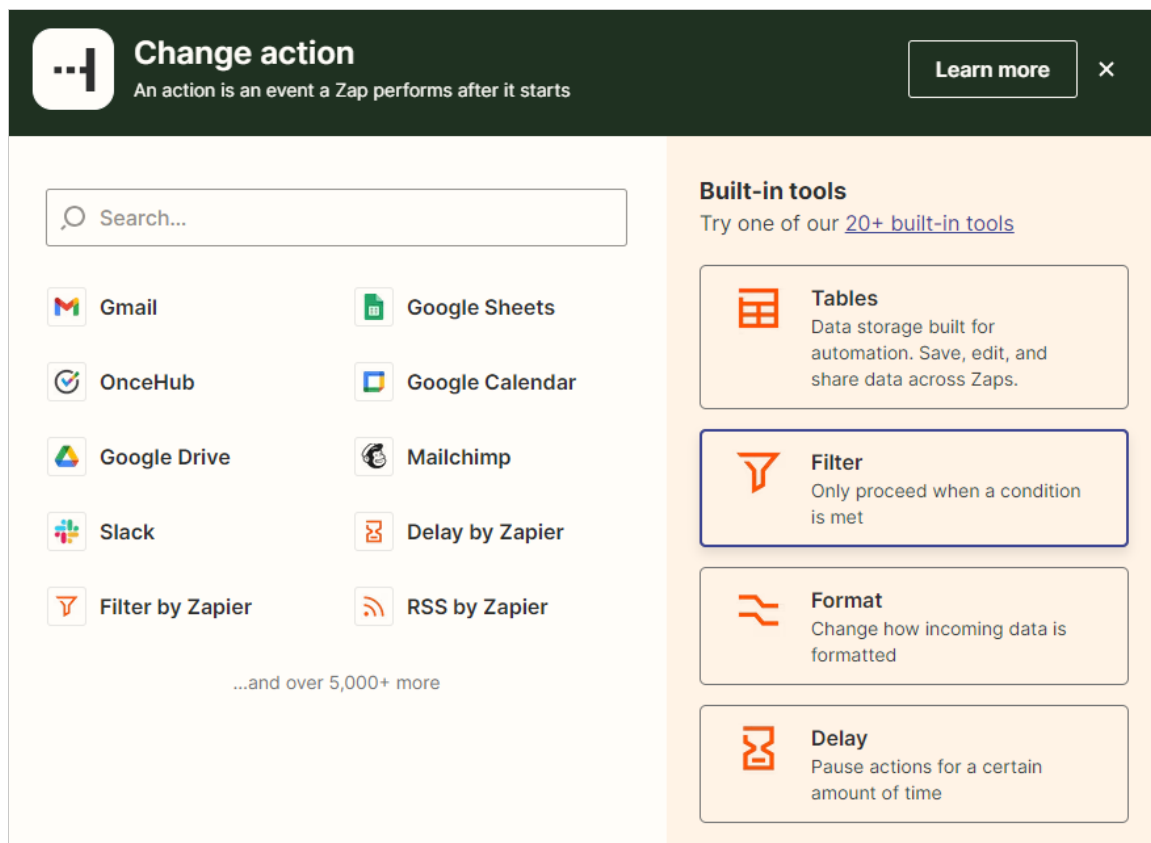 Change action
An action is an event a Zap performs after it starts
Learn more
Search...
Gmail
Google Sheets
OnceHub
Google Calendar
Google Drive
Mailchimp
Slack
Delay by Zapier
Filter by Zapier
RSS by Zapier
...and over 5,000+ more
Built-in tools
Try one of our 20+ built-in tools
Tables
Data storage built for
automation. Save, edit, and
share data across Zaps.
Filter
Only proceed when a condition
is met
Format
Change how incoming data is
formatted
Delay
Pause actions for a certain
amount of time